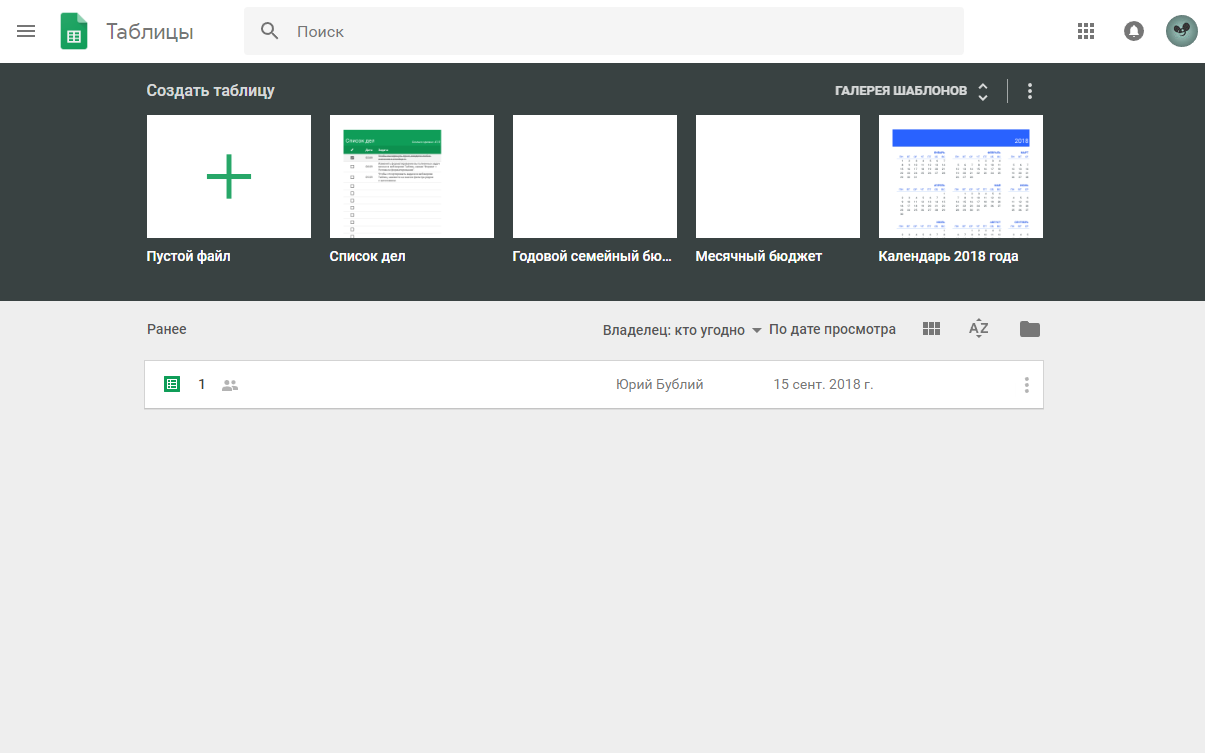 Таблицы
Поиск
Создать таблицу
ГАЛЕРЕЯ ШАБЛОНОВ
Список дел
2018
Пустой файл
Список дел
Годовой семейный бю...
Месячный бюджет
Календарь 2018 года
Ранее
Владелец: кто угодно
По дате просмотра
AZ
1
Юрий Бублий
15 сент. 2018 г.